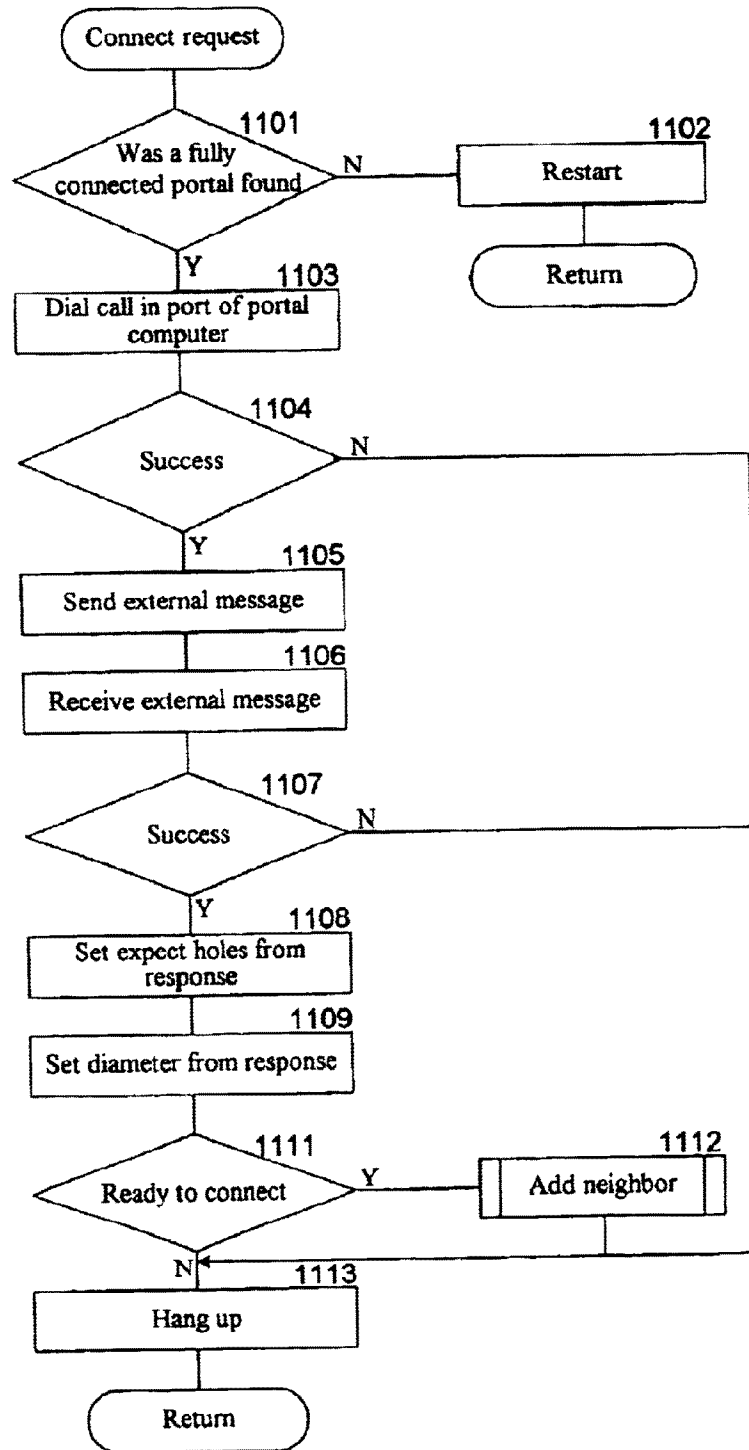 Connect request
1101
Was a fully
connected portal found
N
1102
Restart
Return
Y
1103
Dial call in port of portal
computer
1104
Success
N
Y
1105
Send external message
1106
Receive external message
1107
Success
N
Y
1108
Set expect holes from
response
1109
Set diameter from response
1111
Ready to connect
Y
1112
Add neighbor
N
1113
Hang up
Return